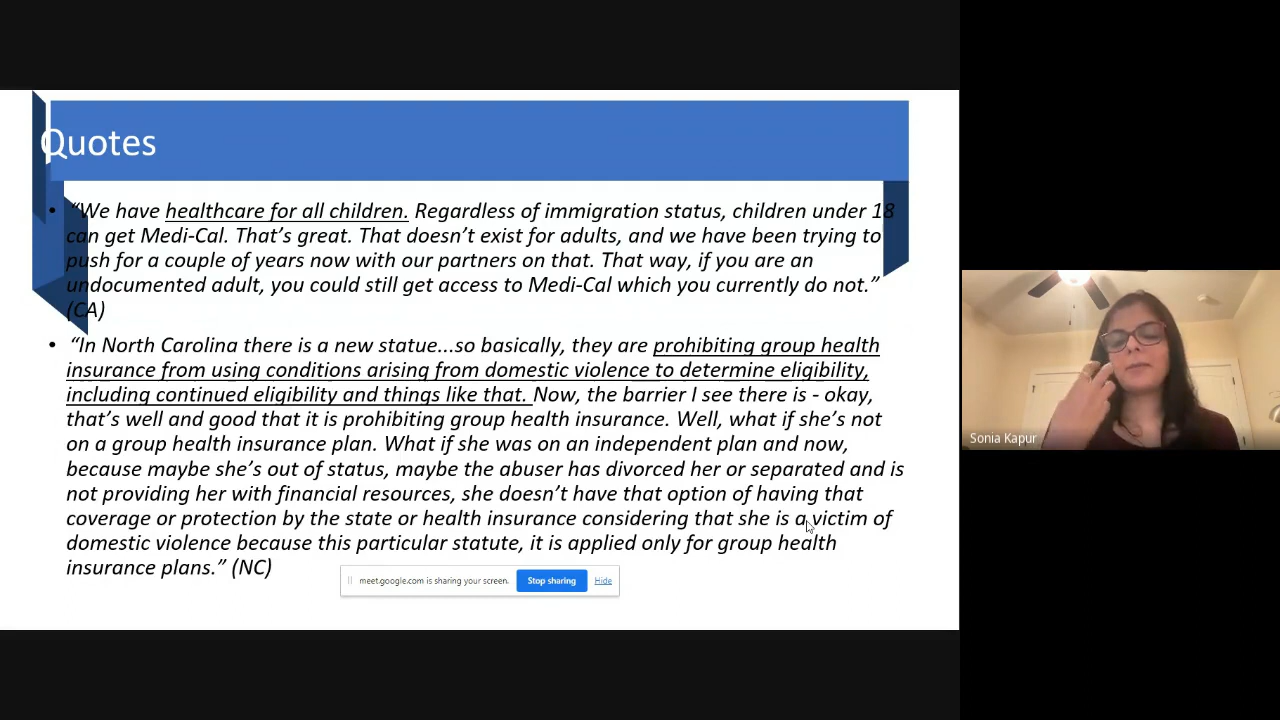 Quotes
• “We have healthcare for all children. Regardless of immigration status, children under 18
can get Medi-Cal. That’s great. That doesn’t exist for adults, and we have been trying to
push for a couple of years now with our partners on that. That way, if you are an
undocumented adult, you could still get access to Medi-Cal which you currently do not.”
(CA)
• “In North Carolina there is a new statue...so basically, they are prohibiting group health
insurance from using conditions arising from domestic violence to determine eligibility,
including continued eligibility and things like that. Now, the barrier I see there is - okay,
that’s well and good that it is prohibiting group health insurance. Well, what if she’s not
on a group health insurance plan. What if she was on an independent plan and now,
because maybe she’s out of status, maybe the abuser has divorced her or separated and is
not providing her with financial resources, she doesn’t have that option of having that
coverage or protection by the state or health insurance considering that she is a victim of
domestic violence because this particular statute, it is applied only for group health
insurance plans.” (NC)
meet.google.com is sharing your screen. Stop sharing Hide
Sonia Kapur